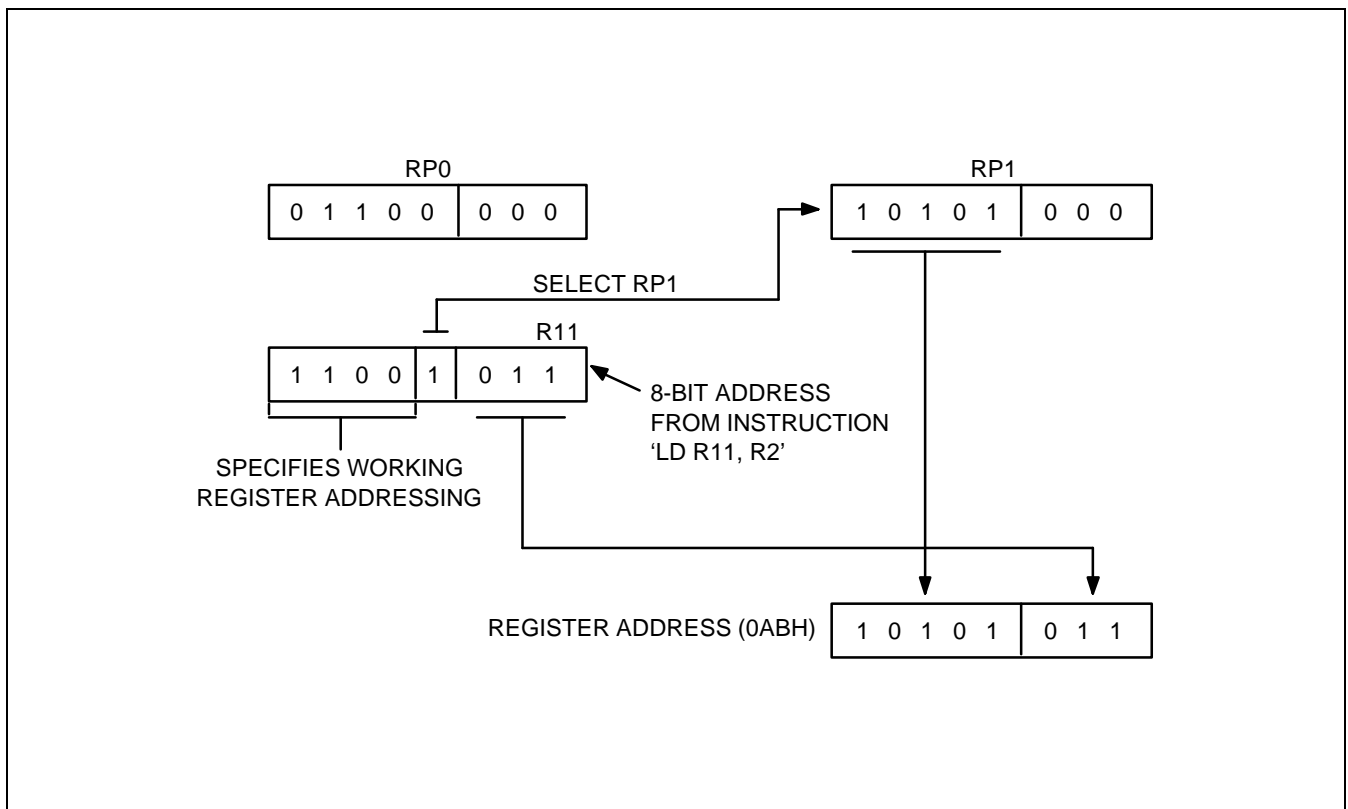 RP0
RP1
0 1 1 0 0 0 0 0
1 0 1 0 1 0 0 0
SELECT RP1
R11
1 1 0 0 1 0 1 1
8-BIT ADDRESS
FROM INSTRUCTION
‘LD R11, R2’
SPECIFIES WORKING
REGISTER ADDRESSING
REGISTER ADDRESS (0ABH)
1 0 1 0 1 0 1 1